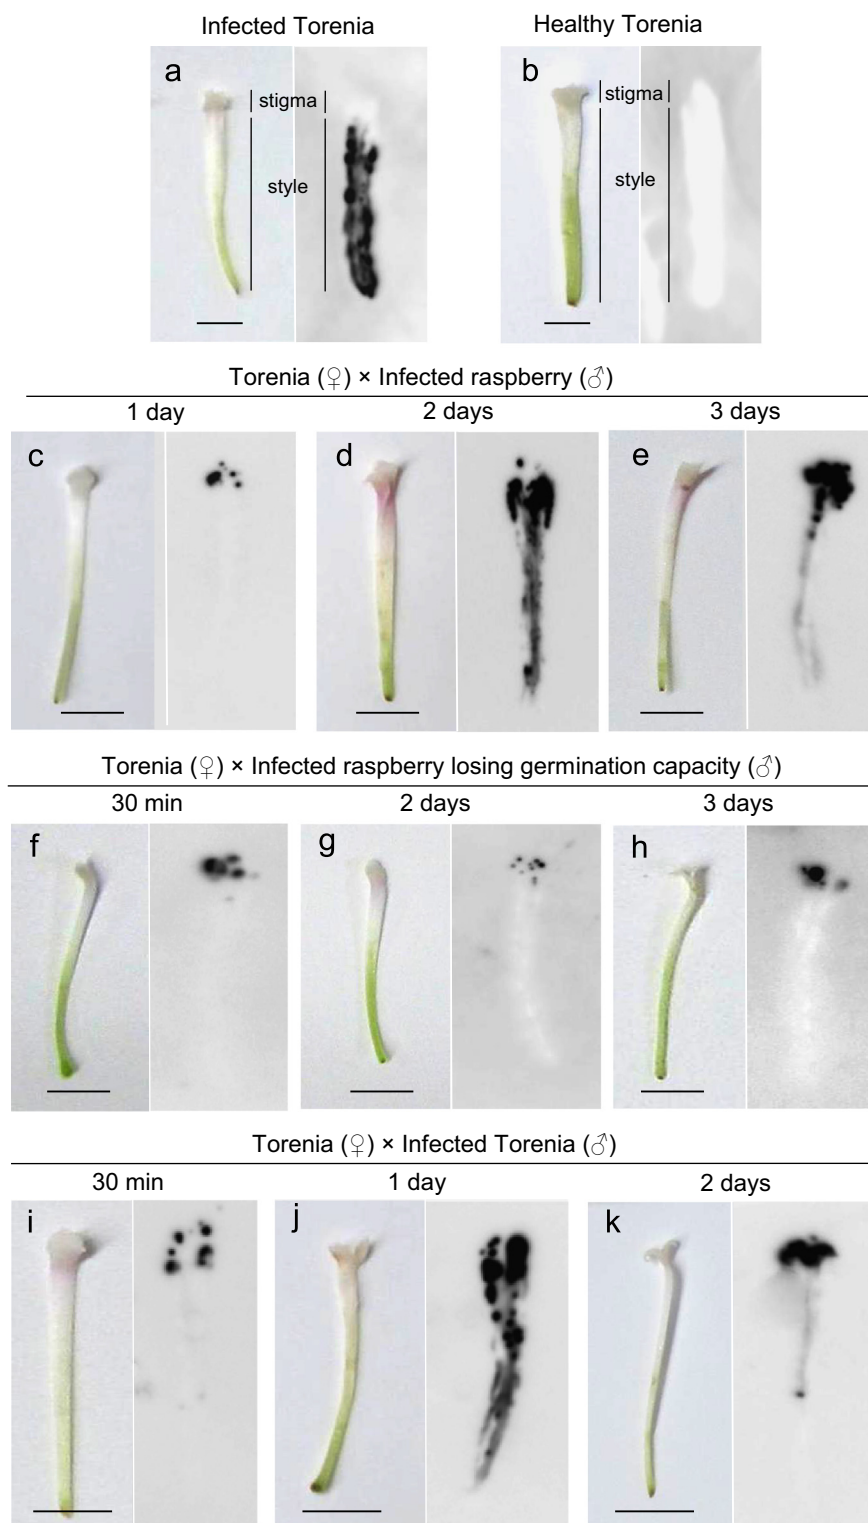 Infected Torenia
Healthy Torenia
a
stigma
style
b
stigma
style
Torenia (♀) × Infected raspberry (♂)
1 day
2 days
3 days
c
d
e
Torenia (♀) × Infected raspberry losing germination capacity (♂)
30 min
2 days
3 days
f
g
h
Torenia (♀) × Infected Torenia (♂)
30 min
1 day
2 days
i
j
k